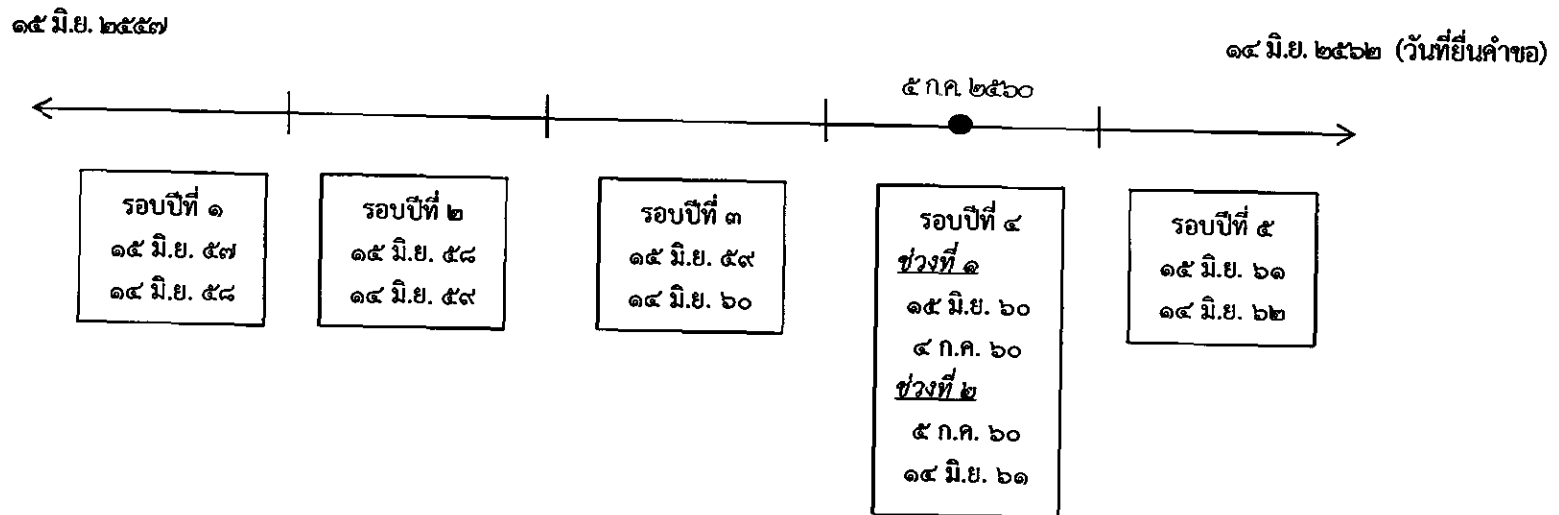 ๑๕ มิ.ย. ๒๕๕๗
๑๔ มิ.ย. ๒๕๖๒ (วันที่ยื่นคำขอ)
๕ ก.ค. ๒๕๖๐
รอบปีที่ ๑
๑๕ มิ.ย. ๕๗
๑๔ มิ.ย. ๕๘
รอบปีที่ ๒
๑๕ มิ.ย. ๕๘
๑๔ มิ.ย. ๕๙
รอบปีที่ ๓
๑๕ มิ.ย. ๕๙
๑๔ มิ.ย. ๖๐
รอบปีที่ ๔
ช่วงที่ ๑
๑๕ มิ.ย. ๖๐
๔ ก.ค. ๖๐
ช่วงที่ ๒
๕ ก.ค. ๖๐
๑๔ มิ.ย. ๖๑
รอบปีที่ ๕
๑๕ มิ.ย. ๖๑
๑๔ มิ.ย. ๖๒